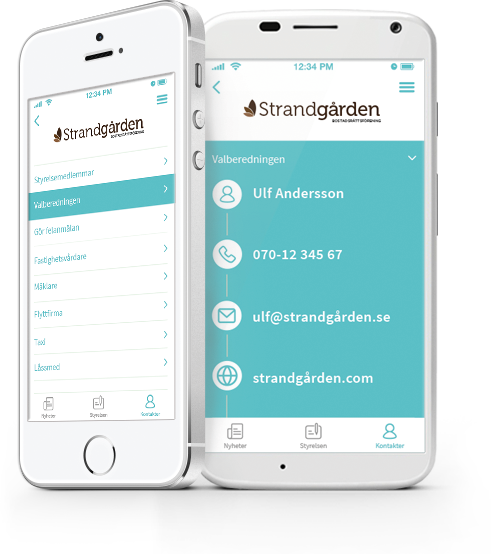 12:34 PM
Strandgården
BOSTADSRÄTTSFÖRENING
Styrelsemedlemmar
Valberedningen
Gör felanmälan
Fastighetsvärdare
Mäklare
Flyttfirma
Taxi
Låssmed
Nyheter
Styrelsen
Kontakter
12:34 PM
Strandgården
BOSTADSRÄTTSFÖRENING
Valberedningen
Ulf Andersson
070-12 345 67
ulf@strandgården.se
strandgården.com
Nyheter
Styrelsen
Kontakter